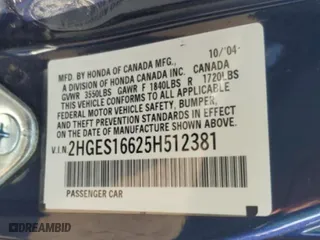 MFD. BY HONDA OF CANADA MFG., 10/'04
A DIVISION OF HONDA CANADA INC. CANADA
GVWR 3550LBS GAWR F 1840LBS R 1720LBS
THIS VEHICLE CONFORMS TO ALL APPLICABLE
FEDERAL MOTOR VEHICLE SAFETY, BUMPER,
AND THEFT PREVENTION STANDARDS IN EFFECT
ON THE DATE OF MANUFACTURE SHOWN ABOVE.
V.I.N. 2HGES16625H512381
PASSENGER CAR
DREAMBID